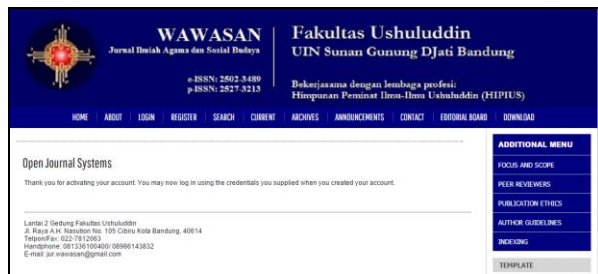 WAWASAN
Jurnal Ilmiah Agama dan Sosial Budaya
e-ISSN: 2502-3489
p-ISSN: 2527-3213
Fakultas Ushuluddin
UIN Sunan Gunung DJati Bandung
Bekerjasama dengan lembaga profesi:
Himpunan Peminat Ilmu-Ilmu Ushuluddin (HIPIUS)
HOME ABOUT LOGIN REGISTER SEARCH CURRENT ARCHIVES ANNOUNCEMENTS CONTACT EDITORIAL BOARD DOWNLOAD
Open Journal Systems
Thank you for activating your account. You may now log in using the credentials you supplied when you created your account.
Lantai 2 Gedung Fakultas Ushuluddin
Jl. Raya A.H. Nasution No. 105 Cibiru Kota Bandung, 40614
Telpon/Fax: 022-7812063
Handphone: 081336100400/ 08986143832
E-mail: jur.wawasan@gmail.com
ADDITIONAL MENU
FOCUS AND SCOPE
PEER REVIEWERS
PUBLICATION ETHICS
AUTHOR GUIDELINES
INDEXING
TEMPLATE